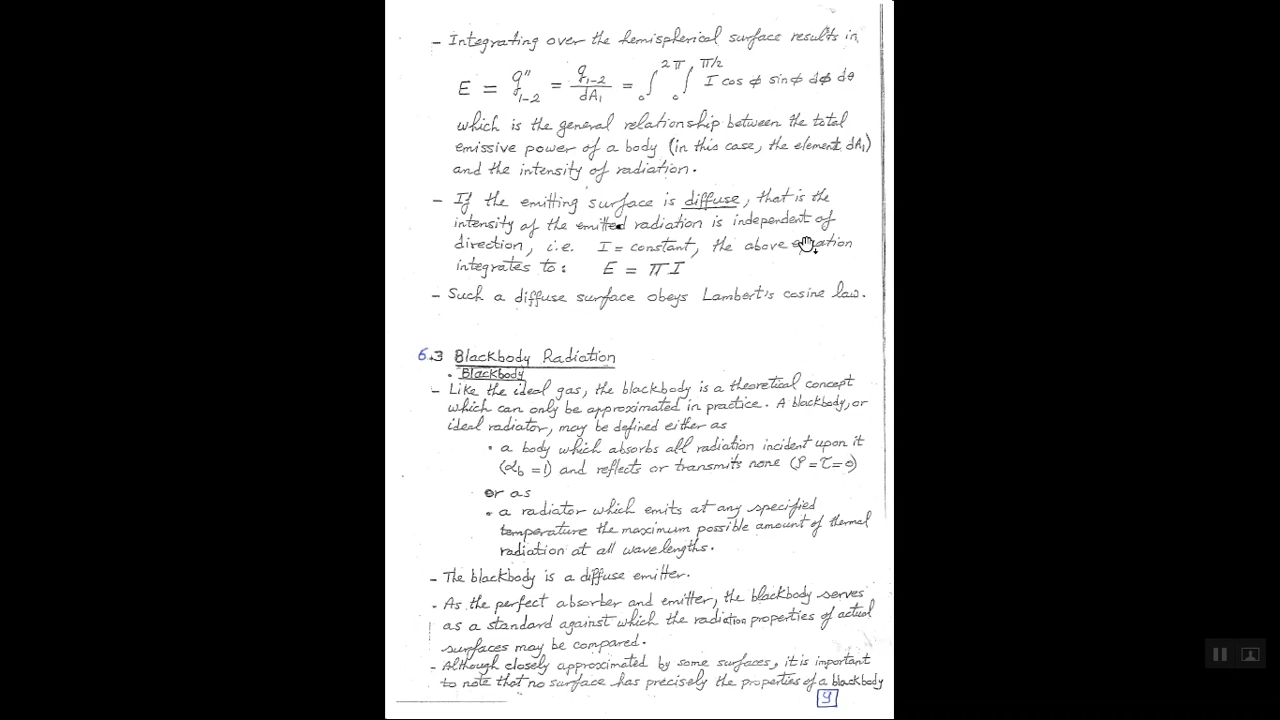 - Integrating over the hemispherical surface results in
E = q''₁₋₂ = q₁₋₂/dA₁ = ∫₀^2π ∫₀^π/2 I cos φ sin φ dφ dθ
which is the general relationship between the total
emissive power of a body (in this case, the element dA₁)
and the intensity of radiation.
- If the emitting surface is diffuse, that is the
intensity of the emitted radiation is independent of
direction, i.e. I = constant, the above equation
integrates to: E = πI
- Such a diffuse surface obeys Lambert's cosine law.
6.3 Blackbody Radiation
• Blackbody
- Like the ideal gas, the blackbody is a theoretical concept
which can only be approximated in practice. A blackbody, or
ideal radiator, may be defined either as
• a body which absorbs all radiation incident upon it
(α_b = 1) and reflects or transmits none (ρ = τ = 0)
or as
• a radiator which emits at any specified
temperature the maximum possible amount of thermal
radiation at all wavelengths.
- The blackbody is a diffuse emitter.
- As the perfect absorber and emitter, the blackbody serves
as a standard against which the radiation properties of actual
surfaces may be compared.
- Although closely approximated by some surfaces, it is important
to note that no surface has precisely the properties of a blackbody
9